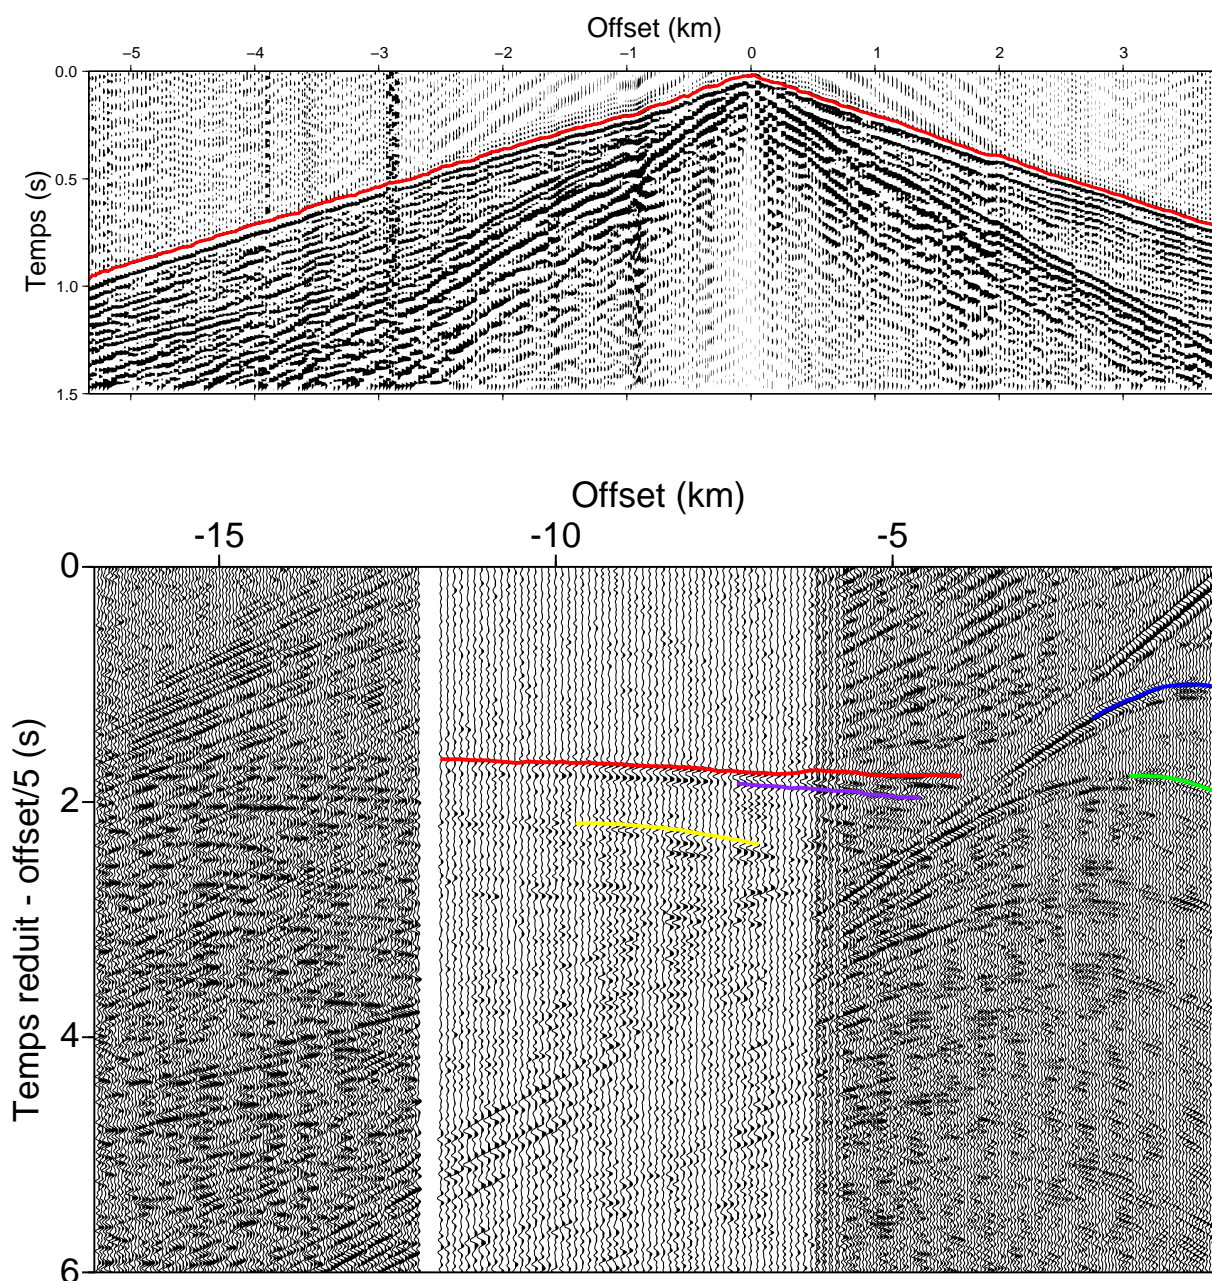 Offset (km)
–5 –4 –3 –2 –1 0 1 2 3
0.0
0.5
1.0
1.5
Temps (s)
Offset (km)
-15 -10 -5
0
2
4
6
Temps reduit - offset/5 (s)